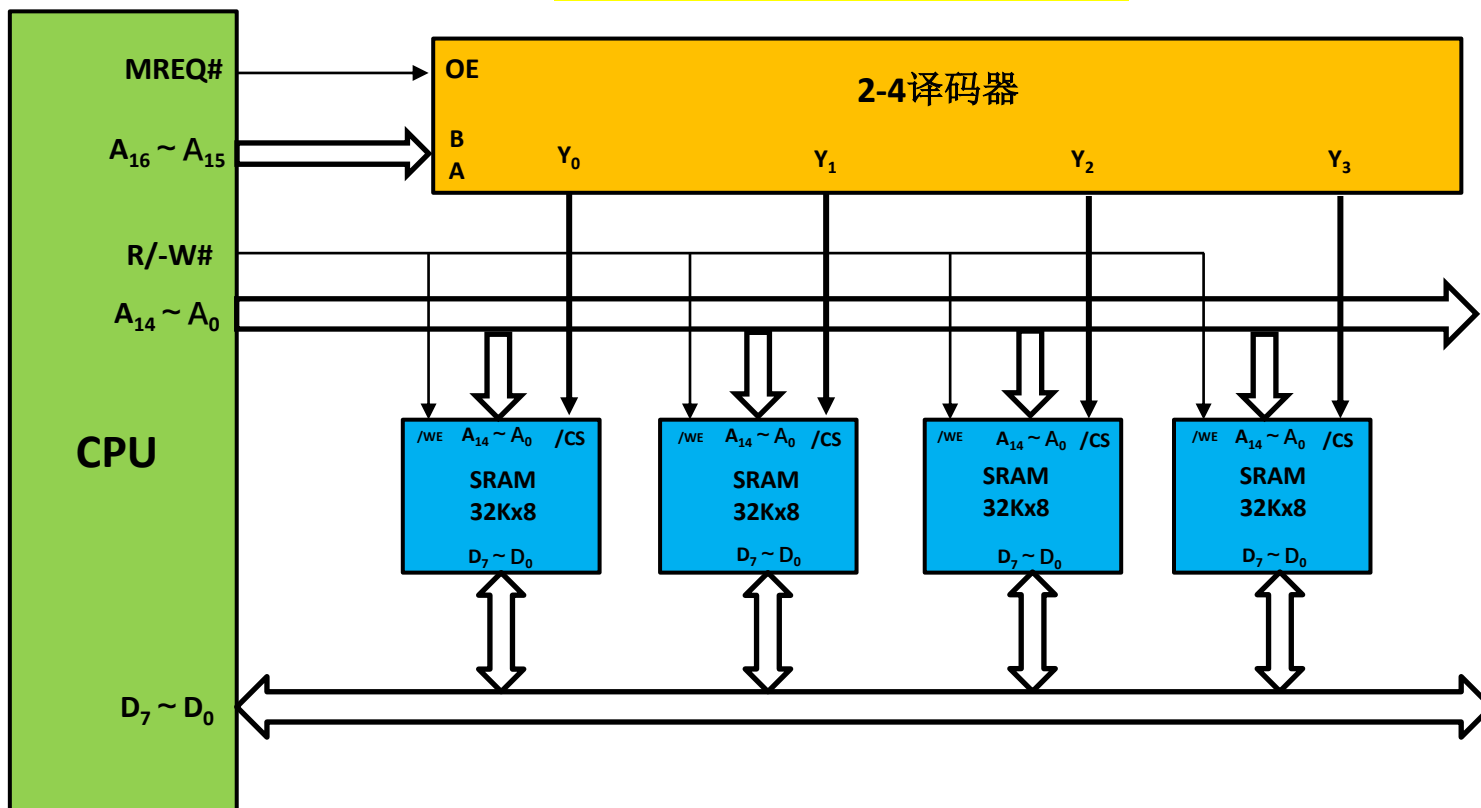 MREQ#
OE
2-4译码器
A16 ~ A15
B
A
Y0
Y1
Y2
Y3
R/-W#
A14 ~ A0
CPU
/WE A14 ~ A0 /CS
SRAM
32Kx8
D7 ~ D0
/WE A14 ~ A0 /CS
SRAM
32Kx8
D7 ~ D0
/WE A14 ~ A0 /CS
SRAM
32Kx8
D7 ~ D0
/WE A14 ~ A0 /CS
SRAM
32Kx8
D7 ~ D0
D7 ~ D0